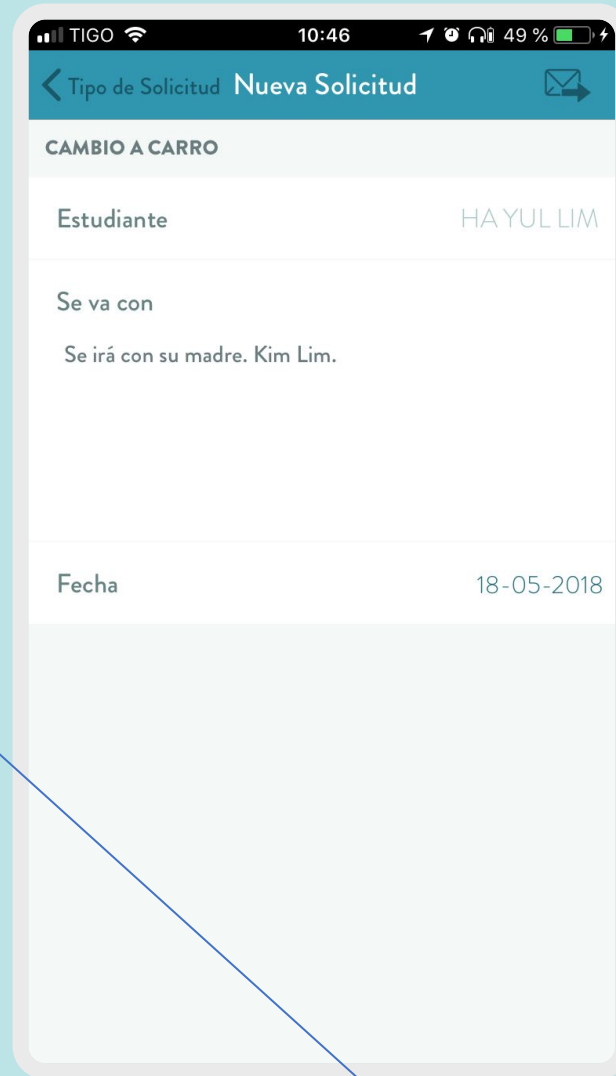 TIGO 10:46 49 %
Tipo de Solicitud Nueva Solicitud
CAMBIO A CARRO
Estudiante HA YUL LIM
Se va con
Se irá con su madre. Kim Lim.
Fecha 18-05-2018